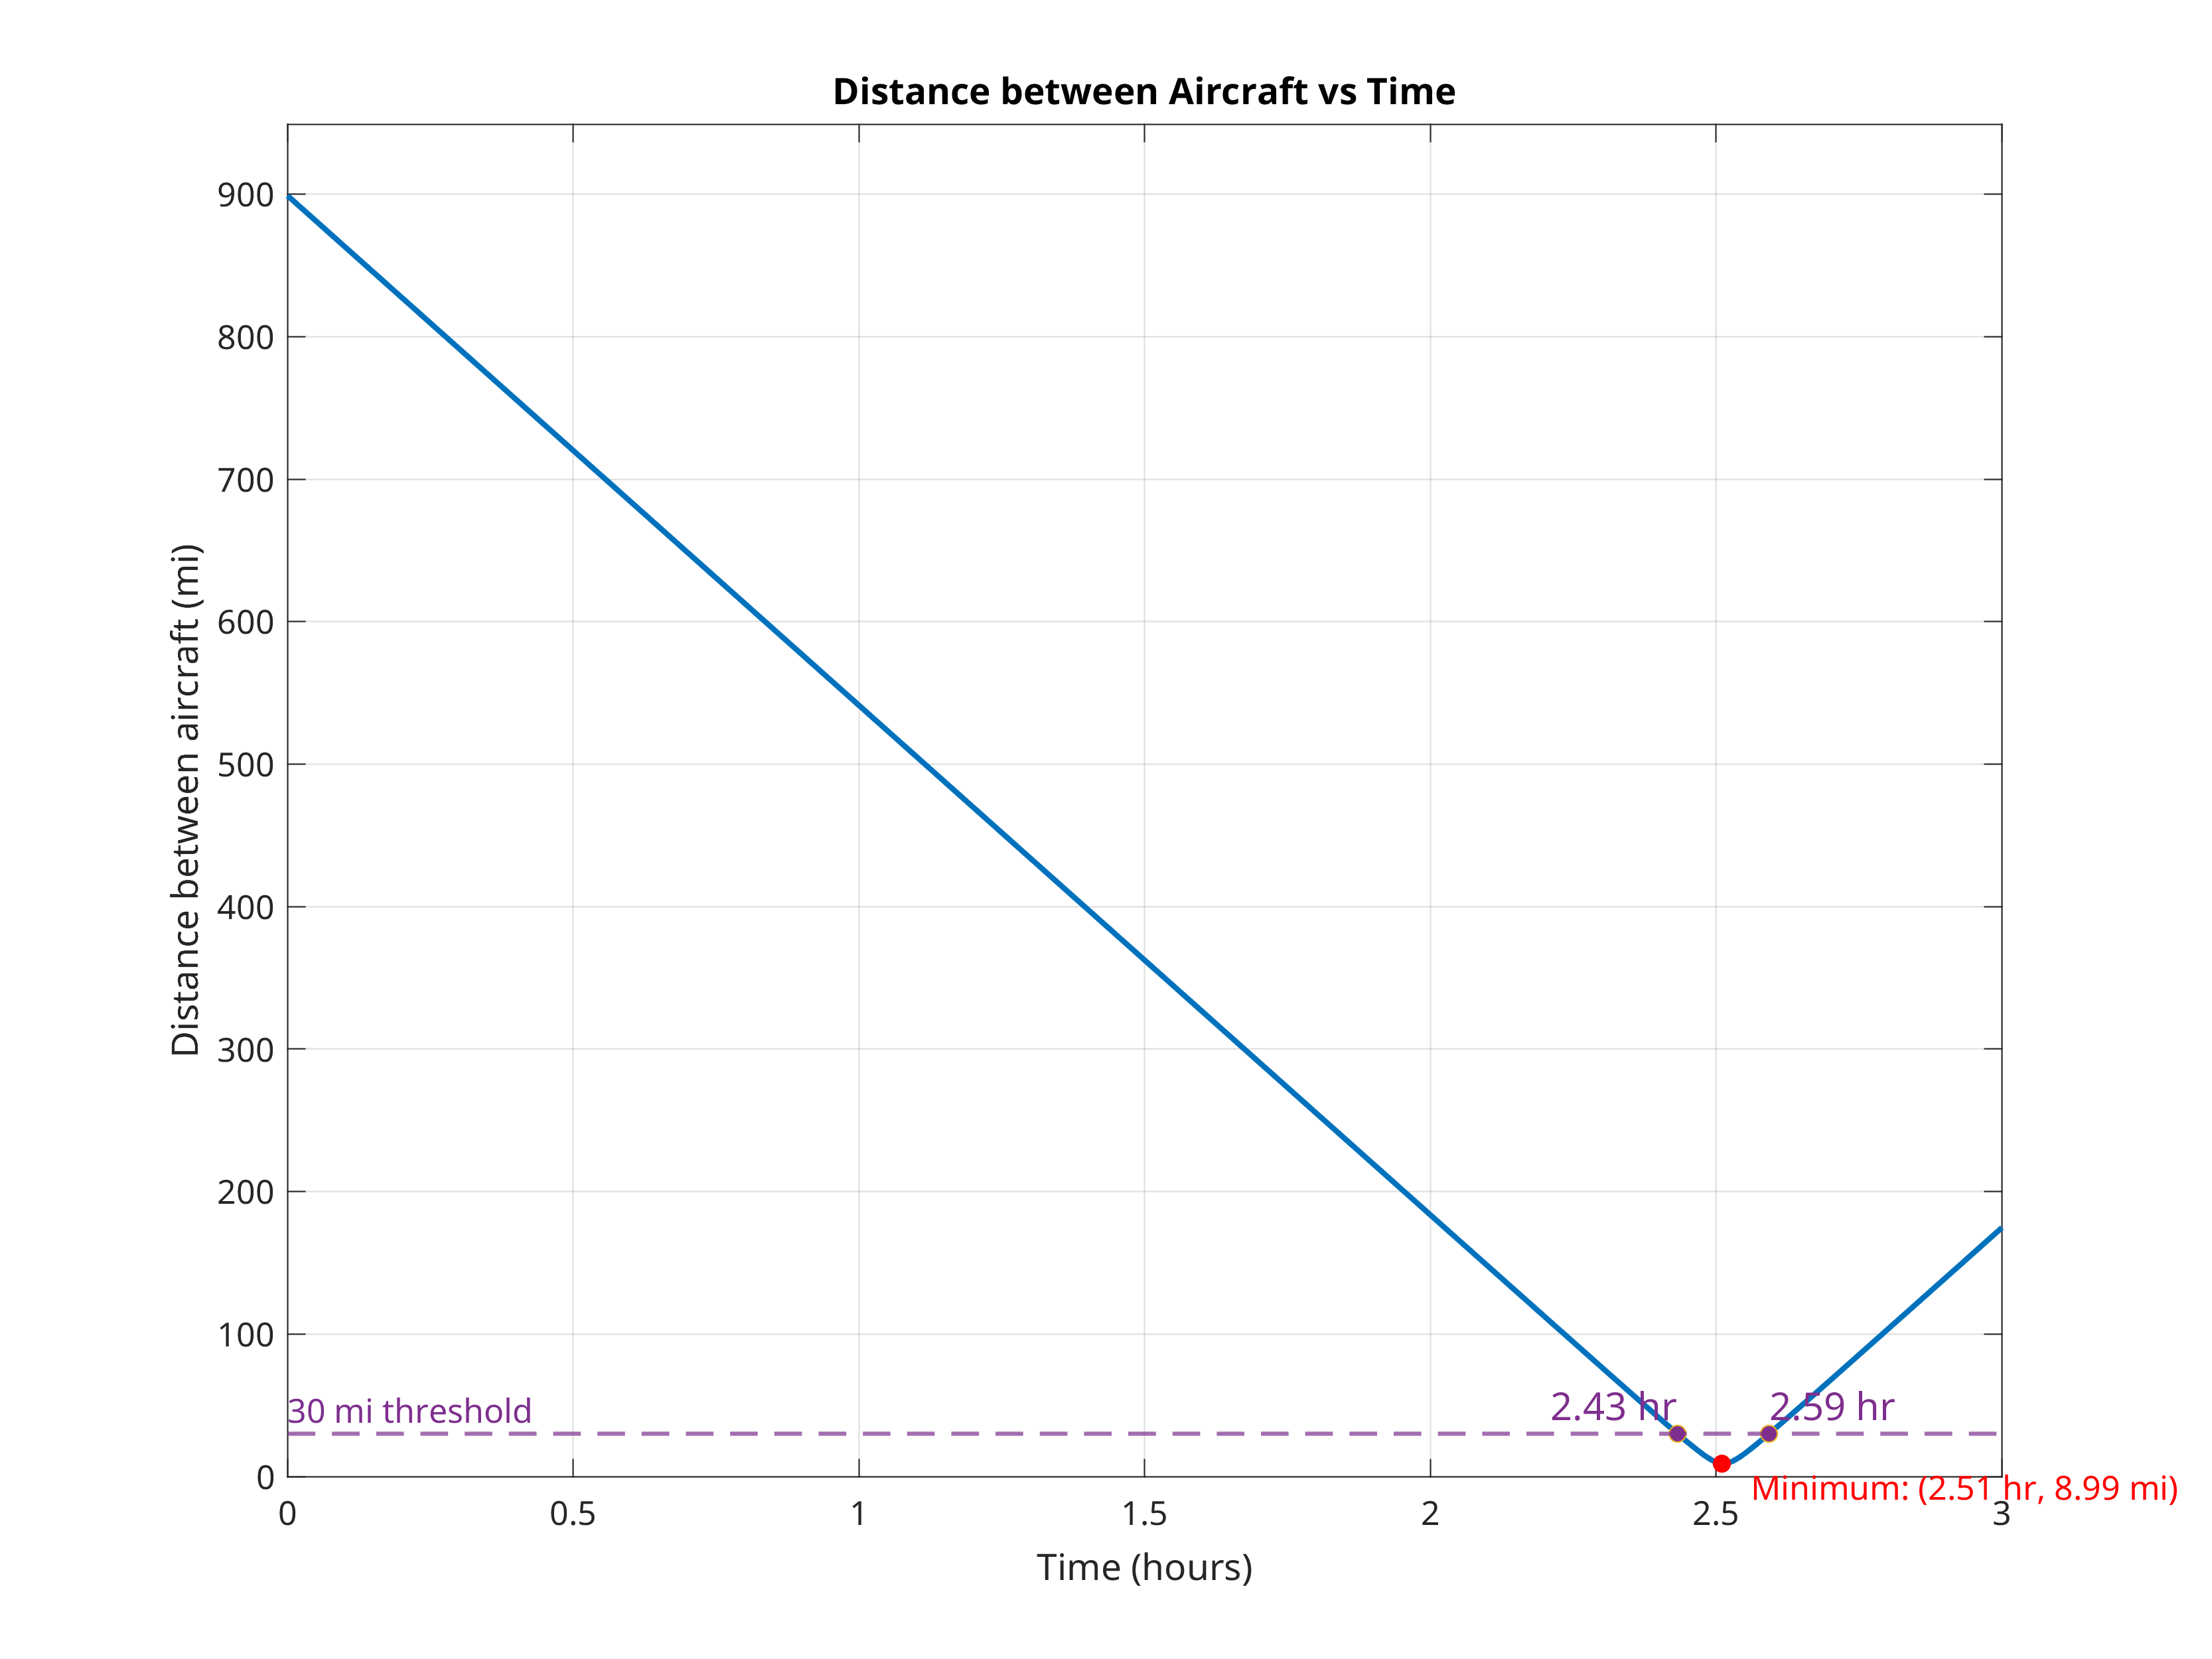 Distance between Aircraft vs Time
Distance between aircraft (mi)
900
800
700
600
500
400
300
200
100
0
30 mi threshold
2.43 hr
2.59 hr
Minimum: (2.51 hr, 8.99 mi)
0
0.5
1
1.5
2
2.5
3
Time (hours)